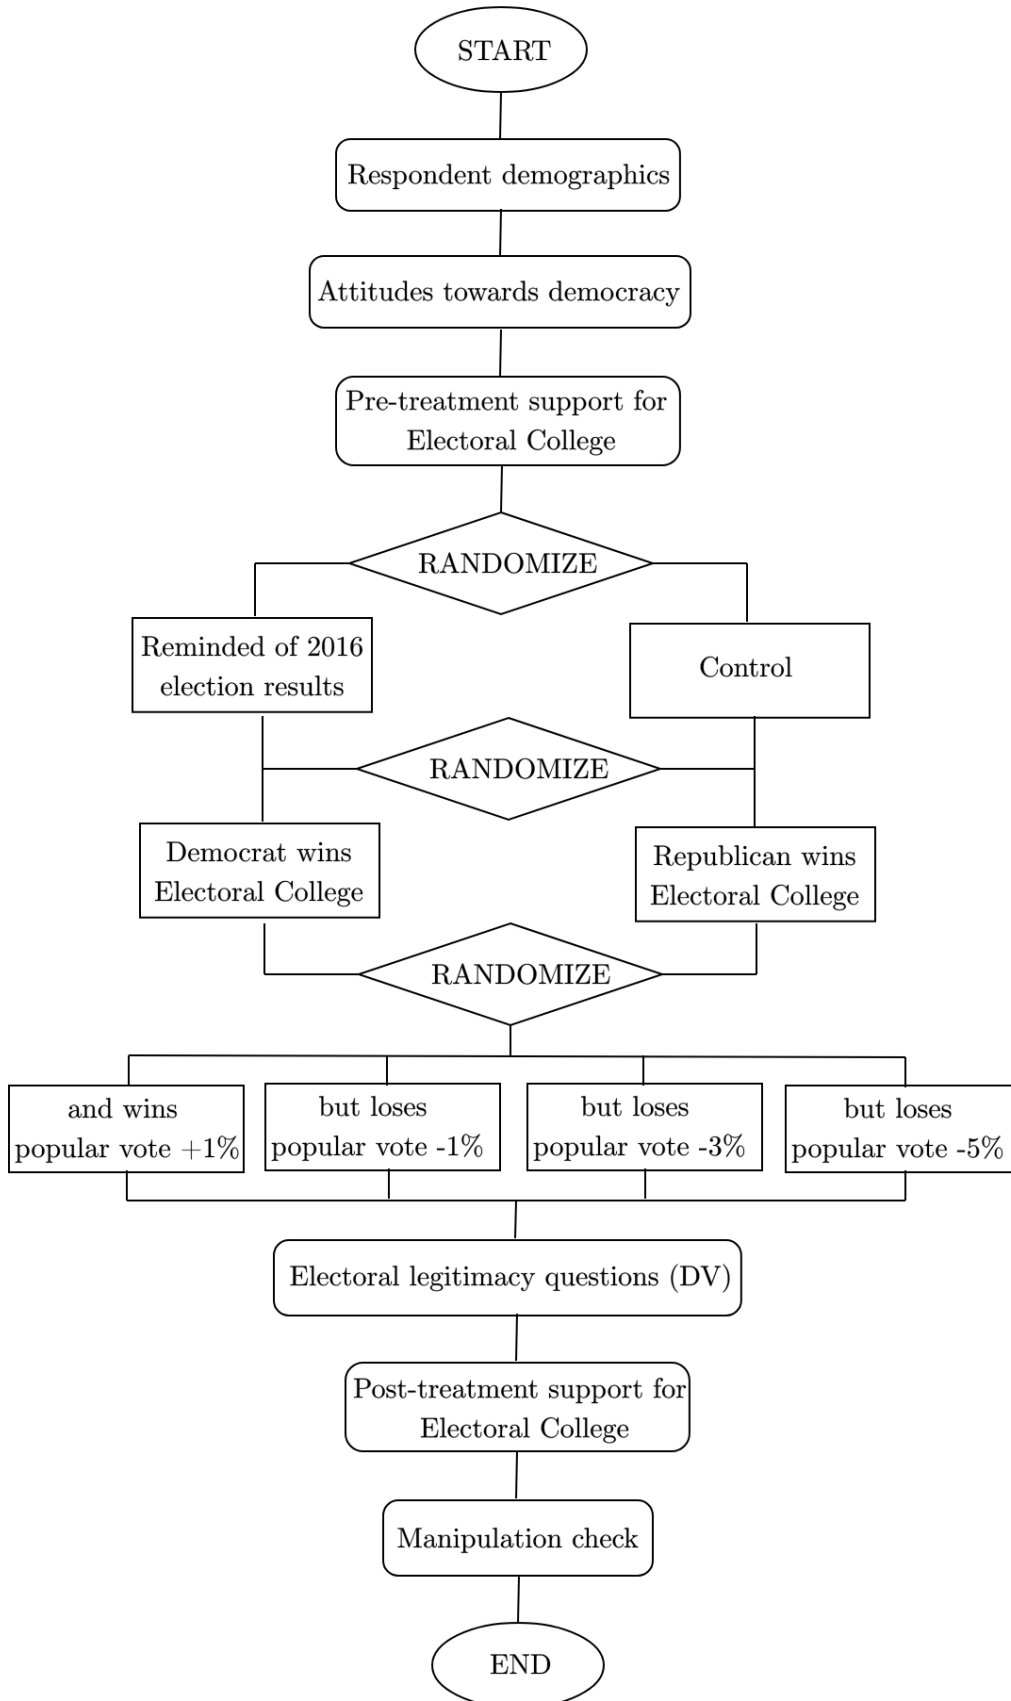 START
Respondent demographics
Attitudes towards democracy
Pre-treatment support for
Electoral College
RANDOMIZE
Reminded of 2016
election results
Control
RANDOMIZE
Democrat wins
Electoral College
Republican wins
Electoral College
RANDOMIZE
and wins
popular vote +1%
but loses
popular vote -1%
but loses
popular vote -3%
but loses
popular vote -5%
Electoral legitimacy questions (DV)
Post-treatment support for
Electoral College
Manipulation check
END